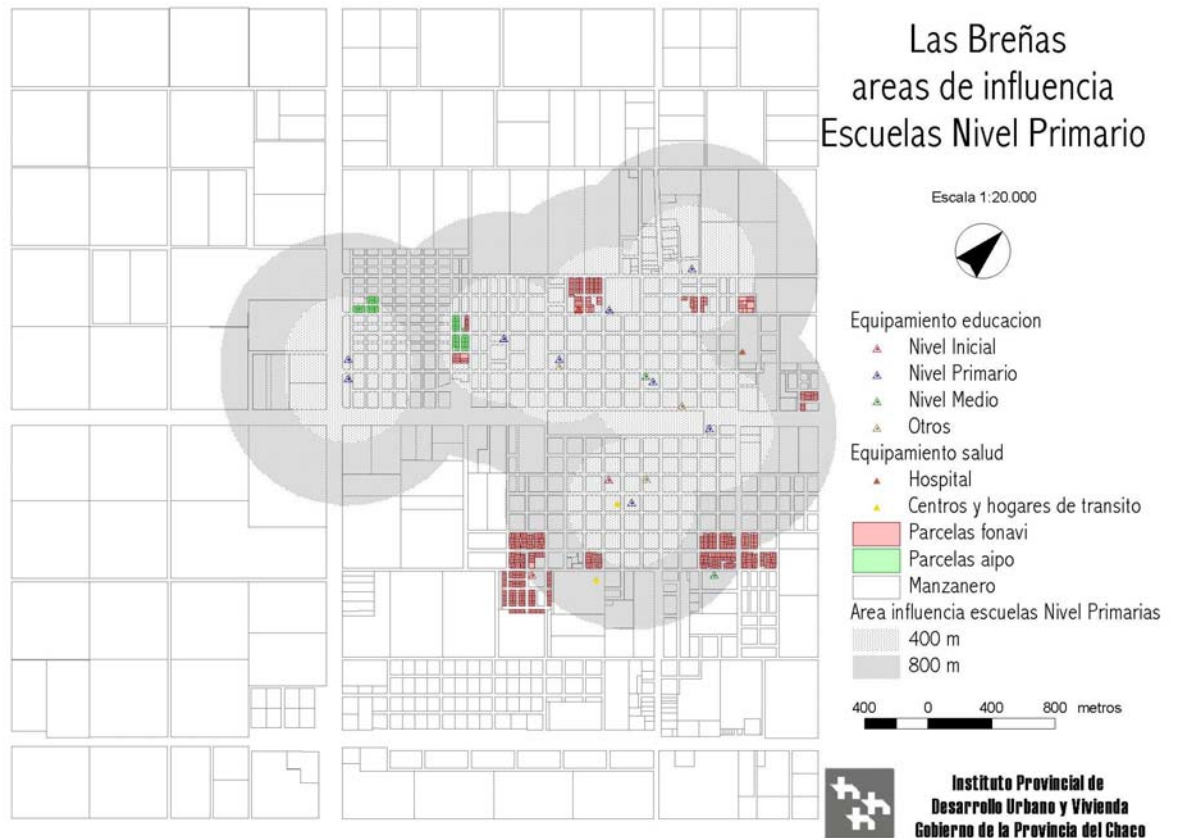 Las Breñas
areas de influencia
Escuelas Nivel Primario
Escala 1:20.000
Equipamiento educacion
Nivel Inicial
Nivel Primario
Nivel Medio
Otros
Equipamiento salud
Hospital
Centros y hogares de transito
Parcelas fonavi
Parcelas aipo
Manzanero
Area influencia escuelas Nivel Primarias
400 m
800 m
400 0 400 800 metros
Instituto Provincial de
Desarrollo Urbano y Vivienda
Gobierno de la Provincia del Chaco